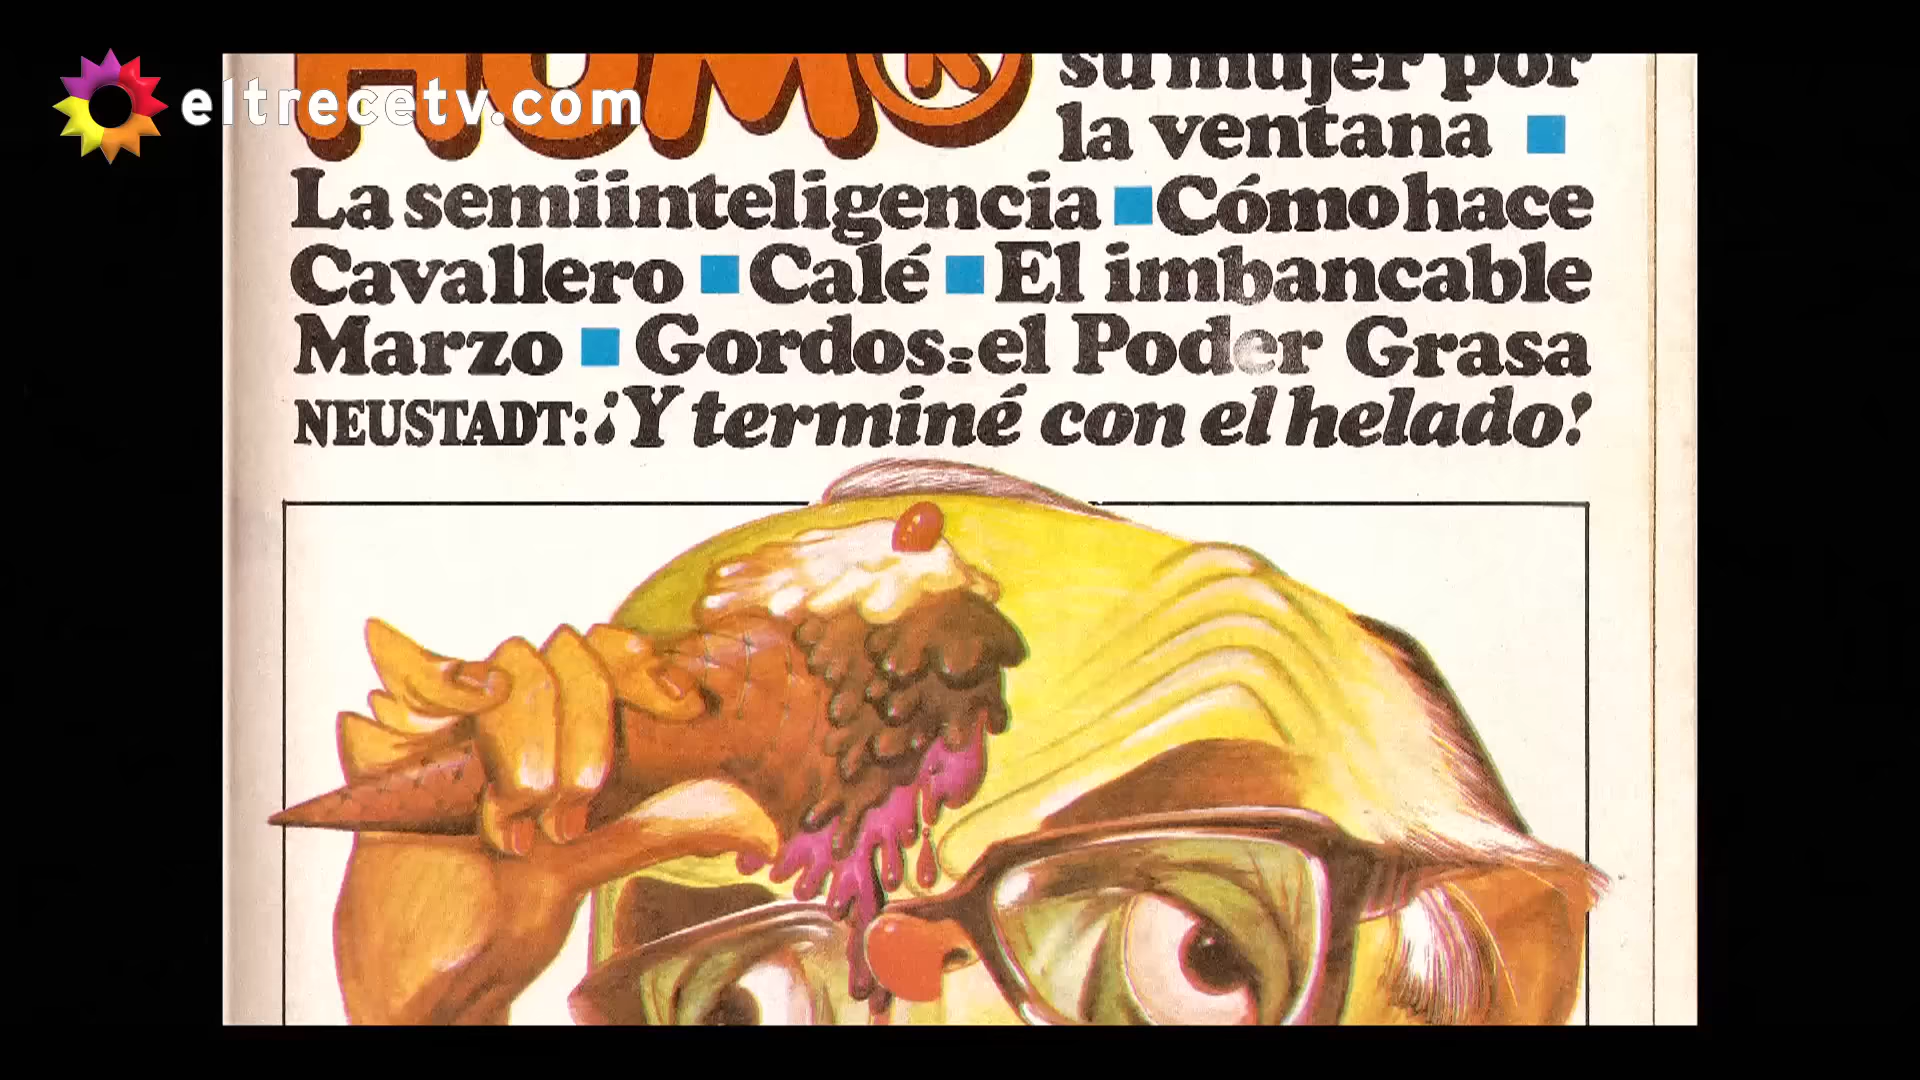 eltrecetv.com
HUMR
su mujer por
la ventana
La semiinteligencia Cómo hace
Cavallero Calé El imbancable
Marzo Gordos: el Poder Grasa
NEUSTADT: ¡Y terminé con el helado!